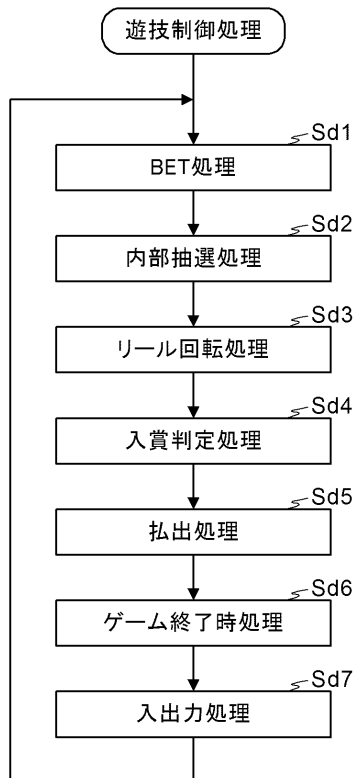 遊技制御処理
Sd1
BET処理
Sd2
内部抽選処理
Sd3
リール回転処理
Sd4
入賞判定処理
Sd5
払出処理
Sd6
ゲーム終了時処理
Sd7
入出力処理